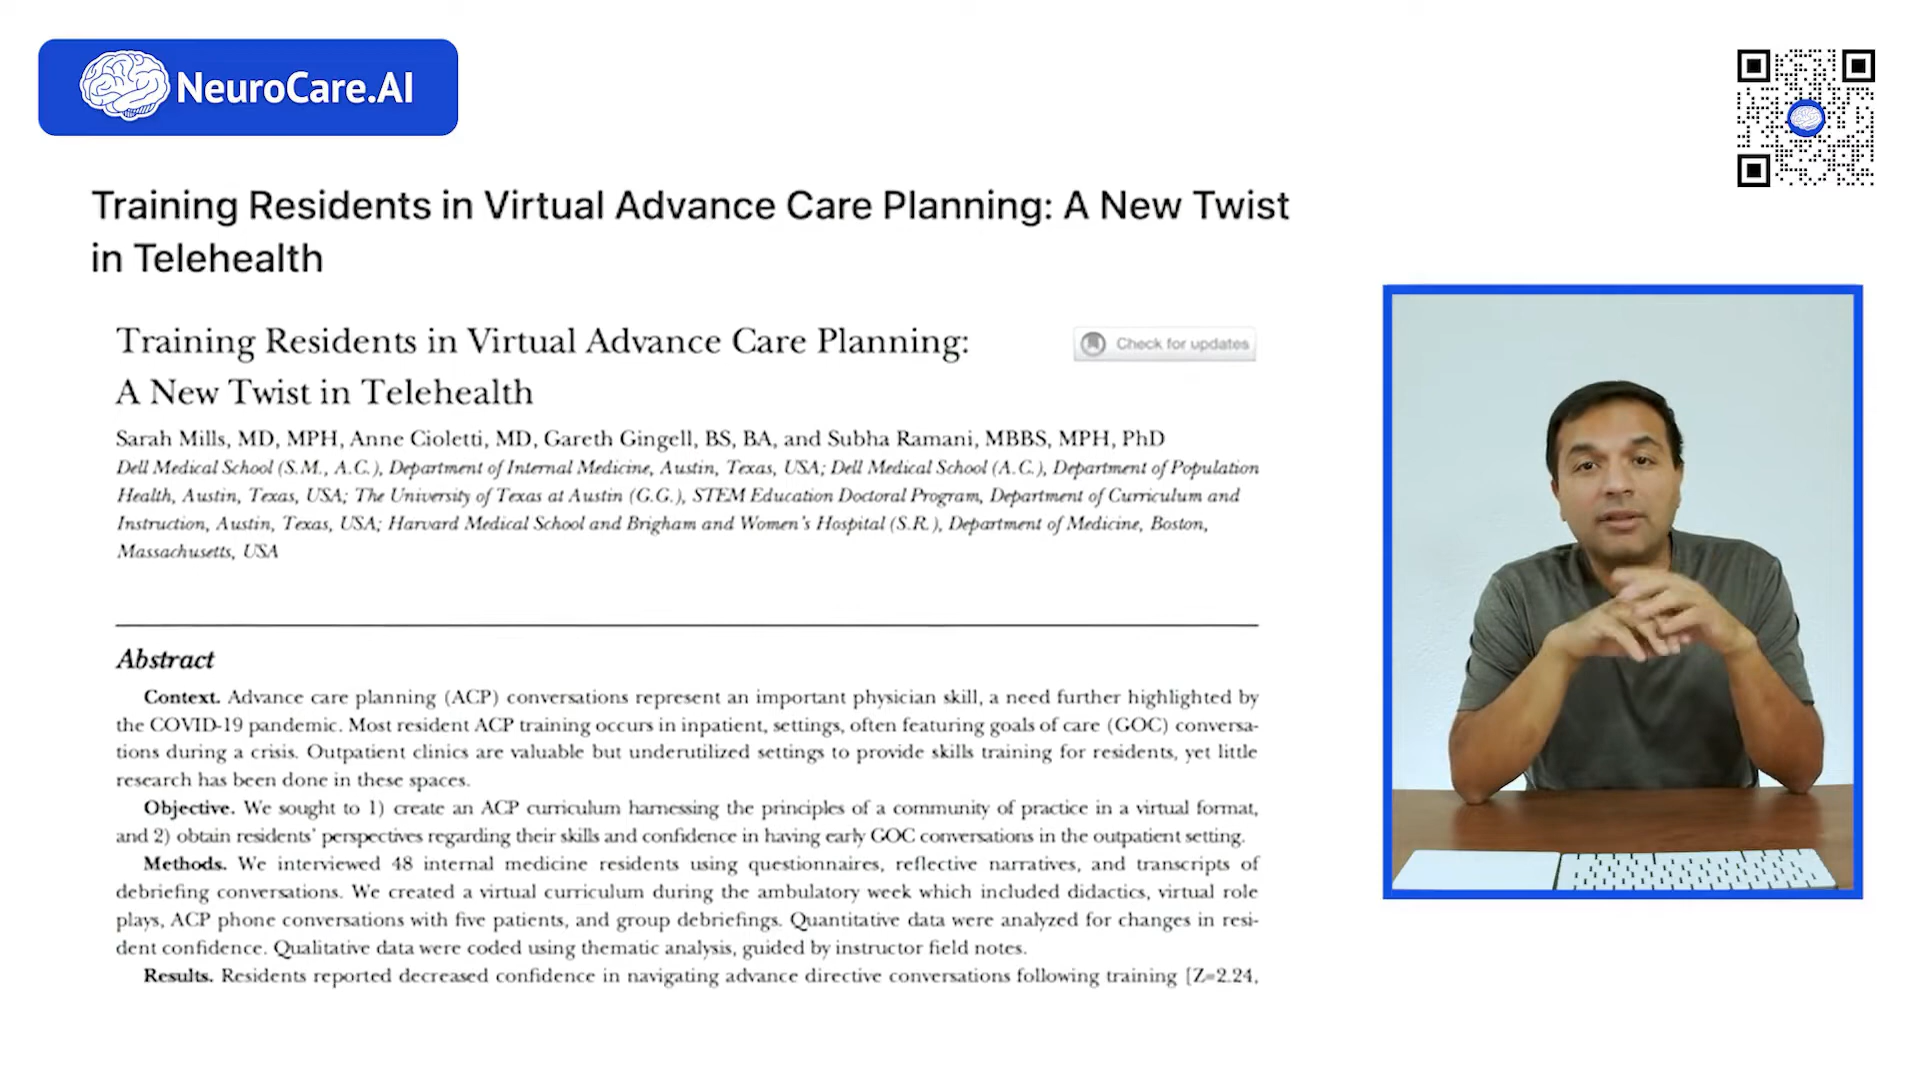 NeuroCare.AI
Training Residents in Virtual Advance Care Planning: A New Twist
in Telehealth
Training Residents in Virtual Advance Care Planning:
Check for updates
A New Twist in Telehealth
Sarah Mills, MD, MPH, Anne Cioletti, MD, Gareth Gingell, BS, BA, and Subha Ramani, MBBS, MPH, PhD
Dell Medical School (S.M., A.C.), Department of Internal Medicine, Austin, Texas, USA; Dell Medical School (A.C.), Department of Population
Health, Austin, Texas, USA; The University of Texas at Austin (G.G.), STEM Education Doctoral Program, Department of Curriculum and
Instruction, Austin, Texas, USA; Harvard Medical School and Brigham and Women's Hospital (S.R.), Department of Medicine, Boston,
Massachusetts, USA
Abstract
Context. Advance care planning (ACP) conversations represent an important physician skill, a need further highlighted by
the COVID-19 pandemic. Most resident ACP training occurs in inpatient, settings, often featuring goals of care (GOC) conversa-
tions during a crisis. Outpatient clinics are valuable but underutilized settings to provide skills training for residents, yet little
research has been done in these spaces.
Objective. We sought to 1) create an ACP curriculum harnessing the principles of a community of practice in a virtual format,
and 2) obtain residents' perspectives regarding their skills and confidence in having early GOC conversations in the outpatient setting.
Methods. We interviewed 48 internal medicine residents using questionnaires, reflective narratives, and transcripts of
debriefing conversations. We created a virtual curriculum during the ambulatory week which included didactics, virtual role
plays, ACP phone conversations with five patients, and group debriefings. Quantitative data were analyzed for changes in resi-
dent confidence. Qualitative data were coded using thematic analysis, guided by instructor field notes.
Results. Residents reported decreased confidence in navigating advance directive conversations following training [Z=2.24,